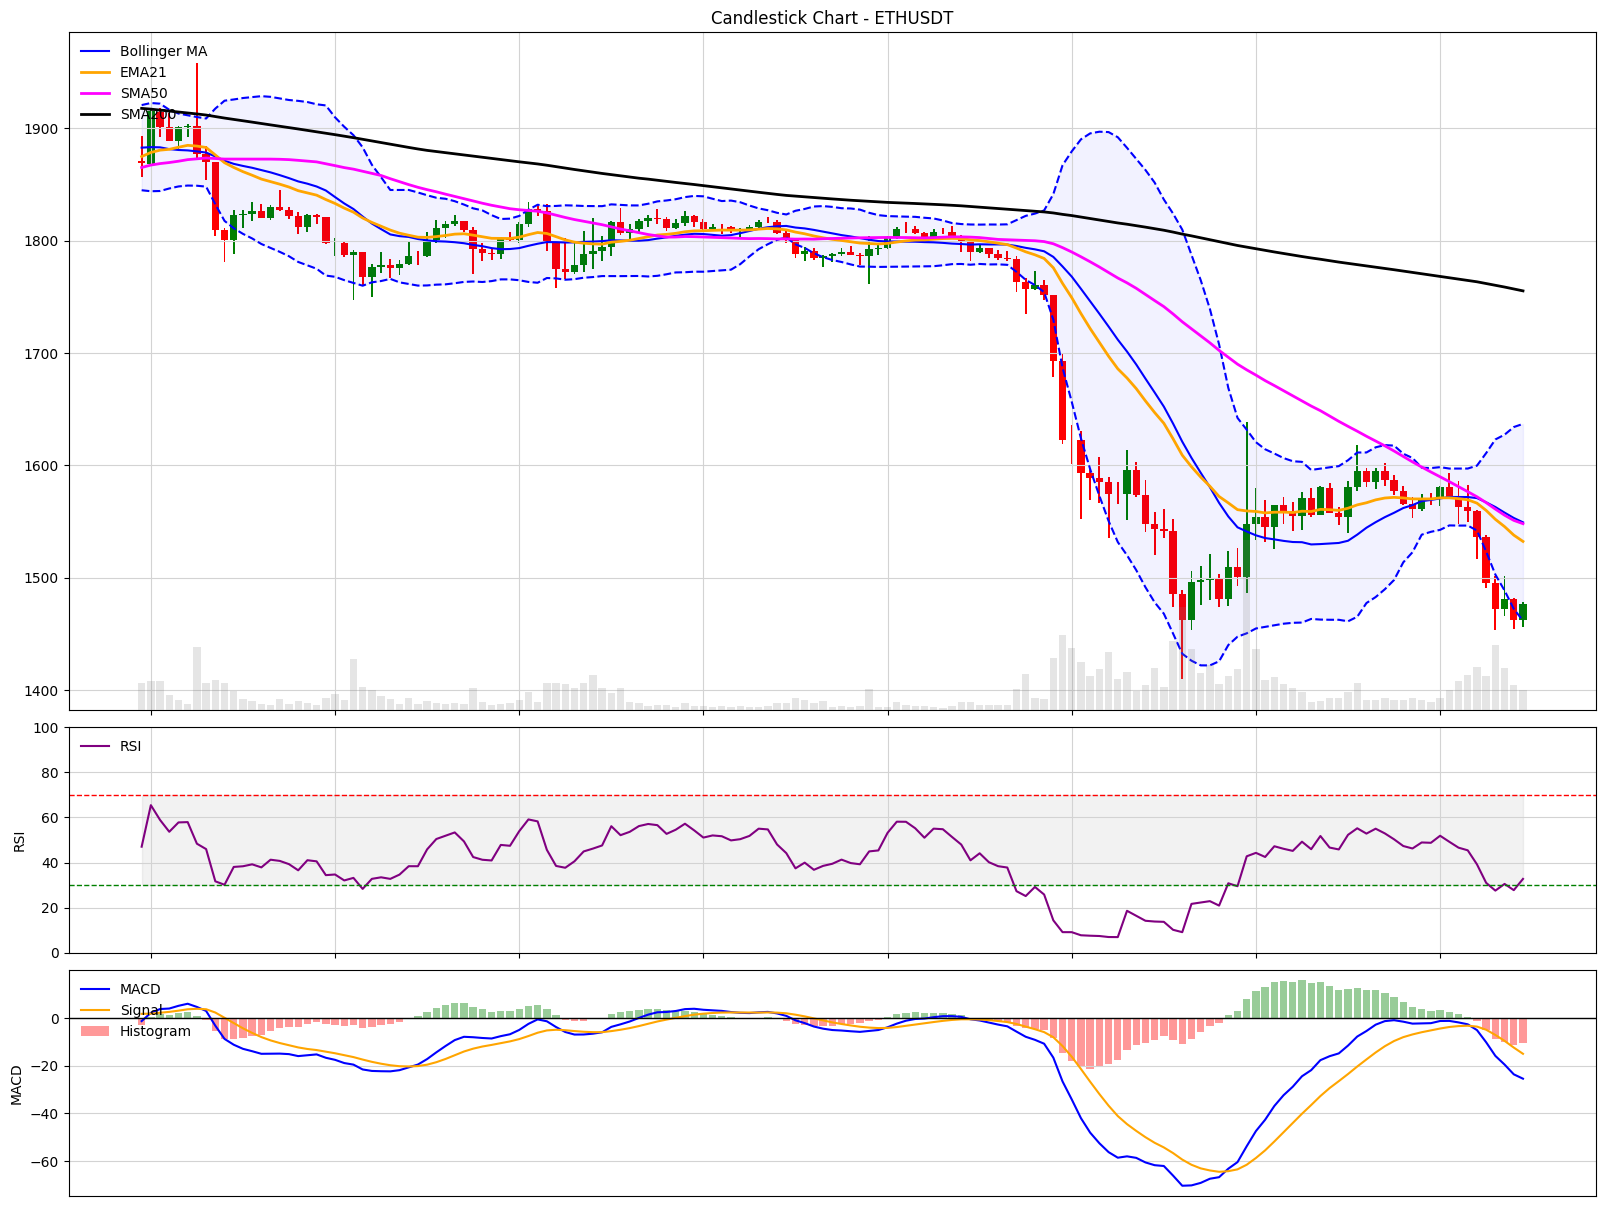 Candlestick Chart - ETHUSDT
Bollinger MA
EMA21
SMA50
SMA200
1900
1800
1700
1600
1500
1400
100
80
60
40
20
0
RSI
RSI
0
−20
−40
−60
MACD
MACD
Signal
Histogram